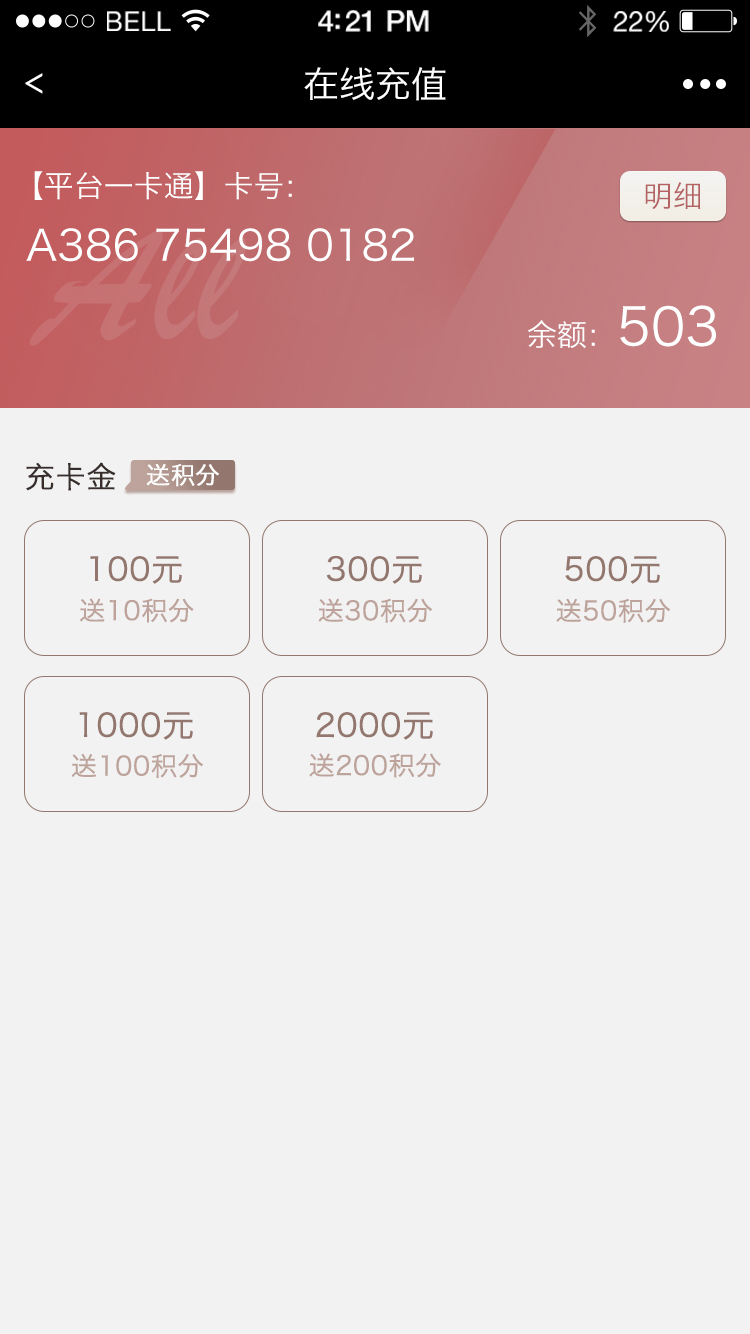 BELL 4:21 PM 22%
< 在线充值
【平台一卡通】卡号:
明细
A386 75498 0182
All
余额: 503
充卡金 送积分
100元 300元 500元
送10积分 送30积分 送50积分
1000元 2000元
送100积分 送200积分